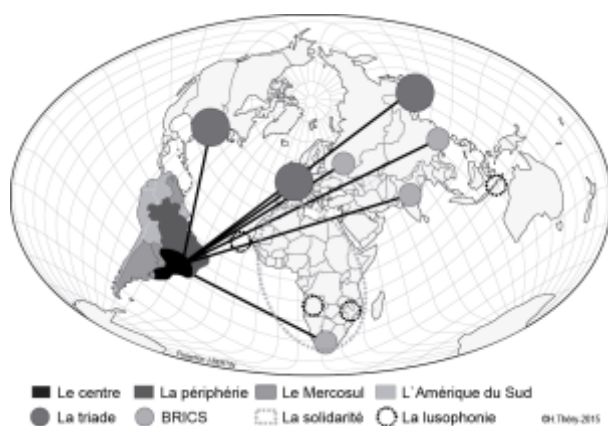 Le centre La périphérie Le Mercosul L'Amérique du Sud
La triade BRICS La solidarité La lusophonie ©H.Théry 2015